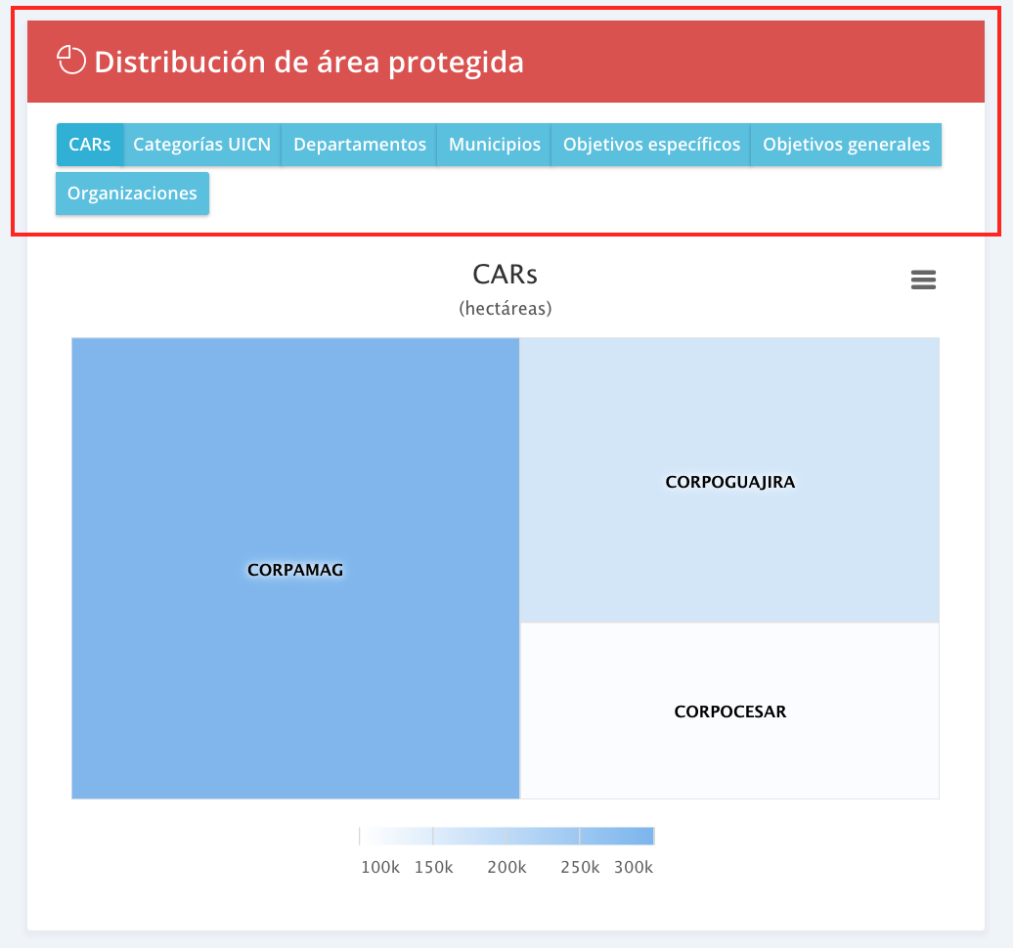 Distribución de área protegida
CARs Categorías UICN Departamentos Municipios Objetivos específicos Objetivos generales
Organizaciones
CARs
(hectáreas)
CORPOGUAJIRA
CORPAMAG
CORPOCESAR
100k 150k 200k 250k 300k